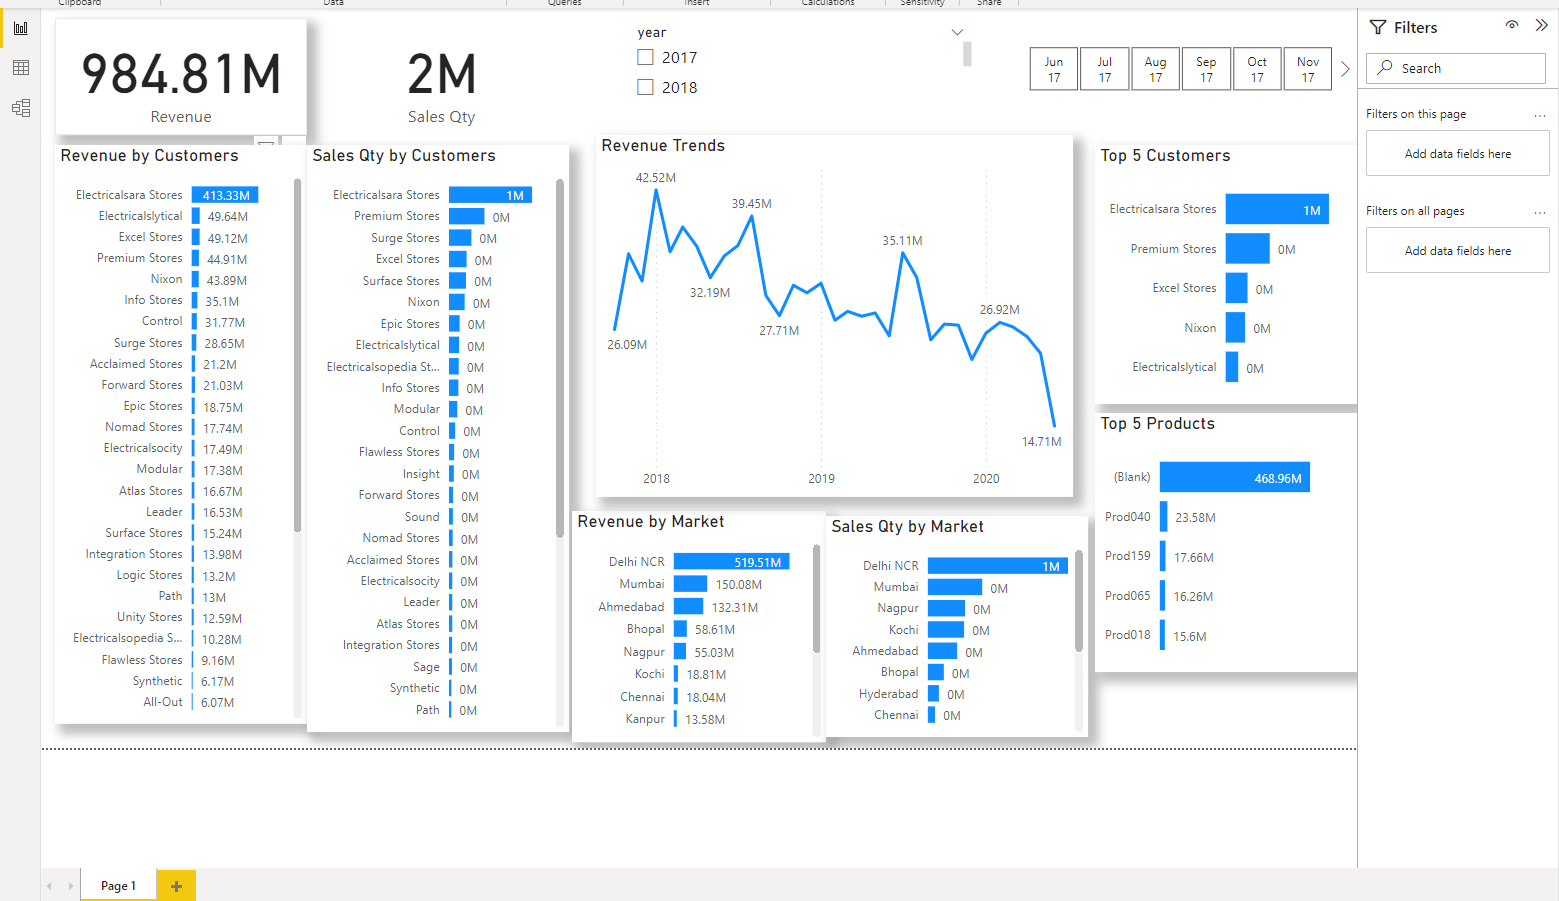 Clipboard
Data
Queries
Insert
Calculations
Sensitivity
Share
984.81M
Revenue
2M
Sales Qty
year
2017
2018
Jun
17
Jul
17
Aug
17
Sep
17
Oct
17
Nov
17
Filters
Search
Filters on this page
...
Add data fields here
Filters on all pages
...
Add data fields here
Revenue by Customers
Electricalsara Stores 413.33M
Electricalslytical 49.64M
Excel Stores 49.12M
Premium Stores 44.91M
Nixon 43.89M
Info Stores 35.1M
Control 31.77M
Surge Stores 28.65M
Acclaimed Stores 21.2M
Forward Stores 21.03M
Epic Stores 18.75M
Nomad Stores 17.74M
Electricalsocity 17.49M
Modular 17.38M
Atlas Stores 16.67M
Leader 16.53M
Surface Stores 15.24M
Integration Stores 13.98M
Logic Stores 13.2M
Path 13M
Unity Stores 12.59M
Electricalsopedia S... 10.28M
Flawless Stores 9.16M
Synthetic 6.17M
All-Out 6.07M
Sales Qty by Customers
Electricalsara Stores 1M
Premium Stores 0M
Surge Stores 0M
Excel Stores 0M
Surface Stores 0M
Nixon 0M
Epic Stores 0M
Electricalslytical 0M
Electricalsopedia St... 0M
Info Stores 0M
Modular 0M
Control 0M
Flawless Stores 0M
Insight 0M
Forward Stores 0M
Sound 0M
Nomad Stores 0M
Acclaimed Stores 0M
Electricalsocity 0M
Leader 0M
Atlas Stores 0M
Integration Stores 0M
Sage 0M
Synthetic 0M
Path 0M
Revenue Trends
42.52M
39.45M
35.11M
32.19M
26.92M
27.71M
26.09M
14.71M
2018
2019
2020
Revenue by Market
Delhi NCR 519.51M
Mumbai 150.08M
Ahmedabad 132.31M
Bhopal 58.61M
Nagpur 55.03M
Kochi 18.81M
Chennai 18.04M
Kanpur 13.58M
Sales Qty by Market
Delhi NCR 1M
Mumbai 0M
Nagpur 0M
Kochi 0M
Ahmedabad 0M
Bhopal 0M
Hyderabad 0M
Chennai 0M
Top 5 Customers
Electricalsara Stores 1M
Premium Stores 0M
Excel Stores 0M
Nixon 0M
Electricalslytical 0M
Top 5 Products
(Blank) 468.96M
Prod040 23.58M
Prod159 17.66M
Prod065 16.26M
Prod018 15.6M
Page 1